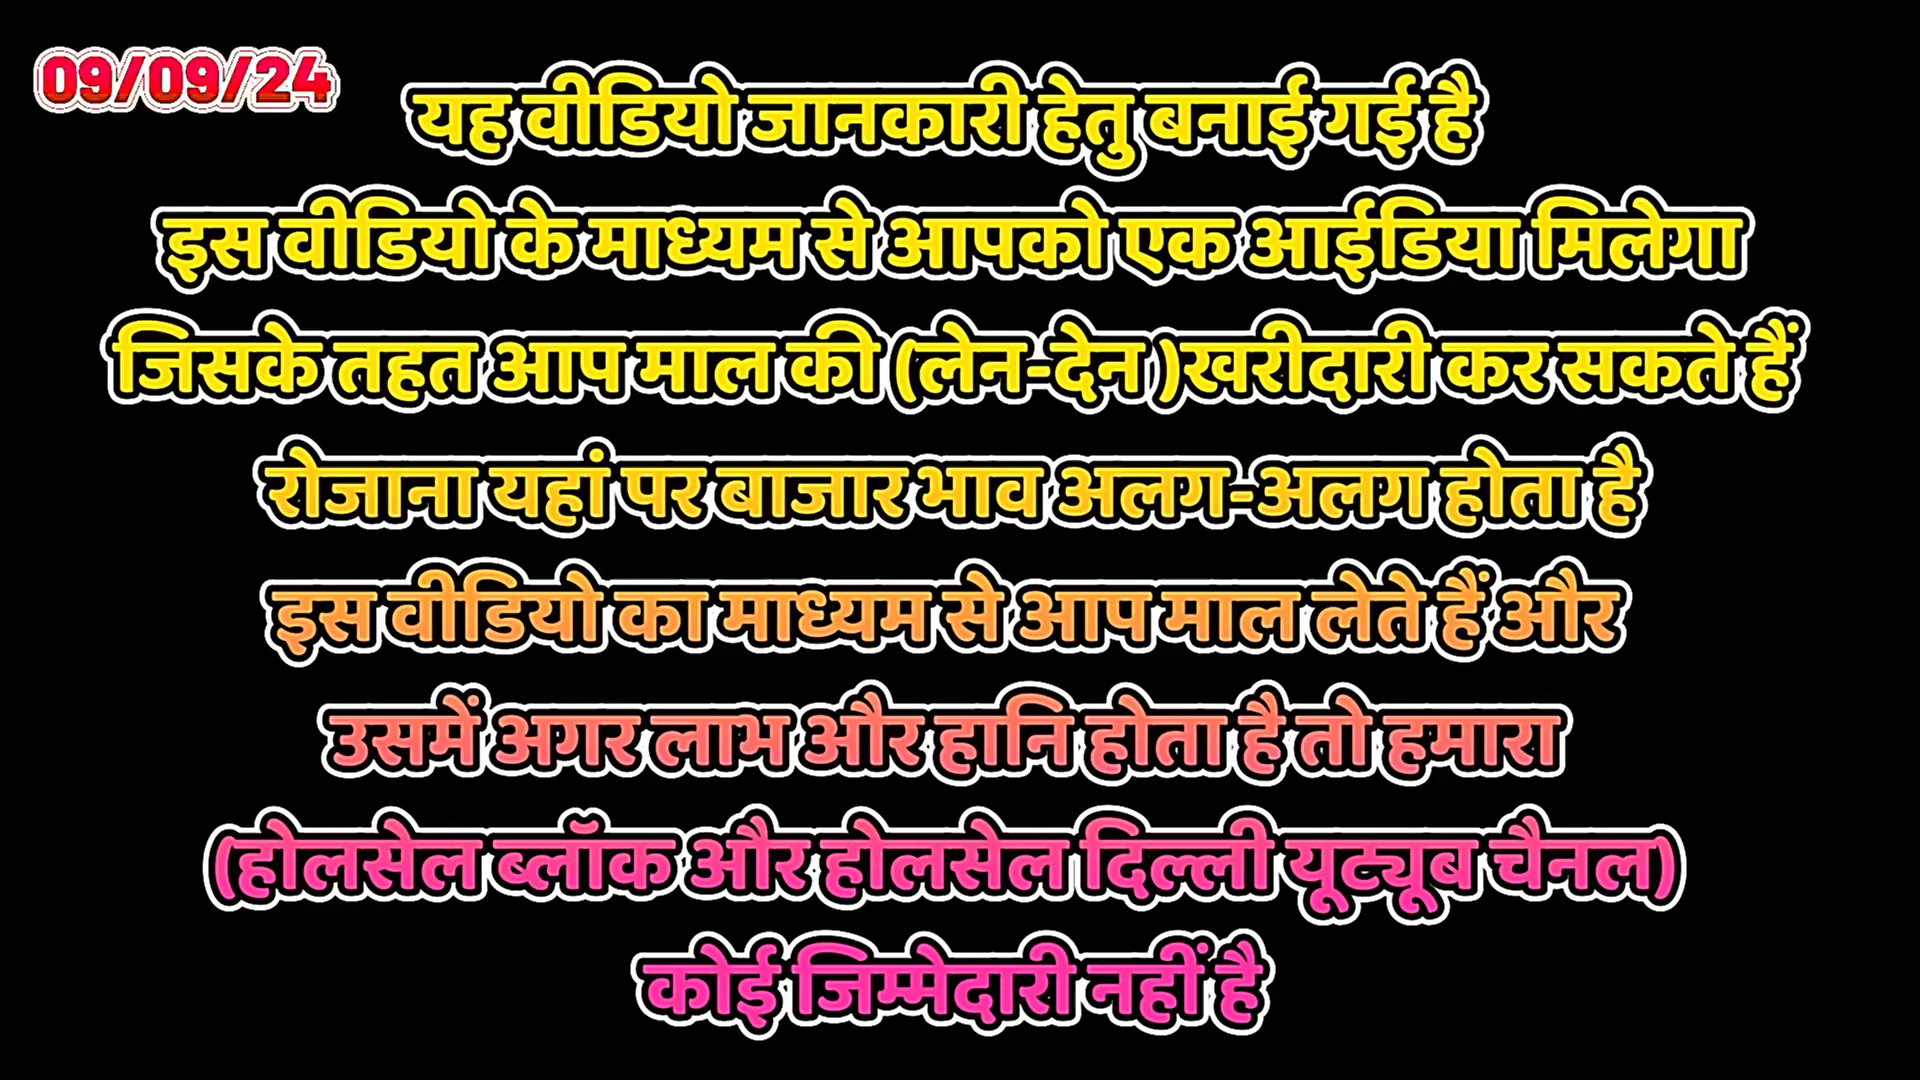 09/09/24
यह वीडियो जानकारी हेतु बनाई गई है
इस वीडियो के माध्यम से आपको एक आईडिया मिलेगा
जिसके तहत आप माल की (लेन-देन )खरीदारी कर सकते हैं
रोजाना यहां पर बाजार भाव अलग-अलग होता है
इस वीडियो का माध्यम से आप माल लेते हैं और
उसमें अगर लाभ और हानि होता है तो हमारा
(होलसेल ब्लॉक और होलसेल दिल्ली यूट्यूब चैनल)
कोई जिम्मेदारी नहीं है